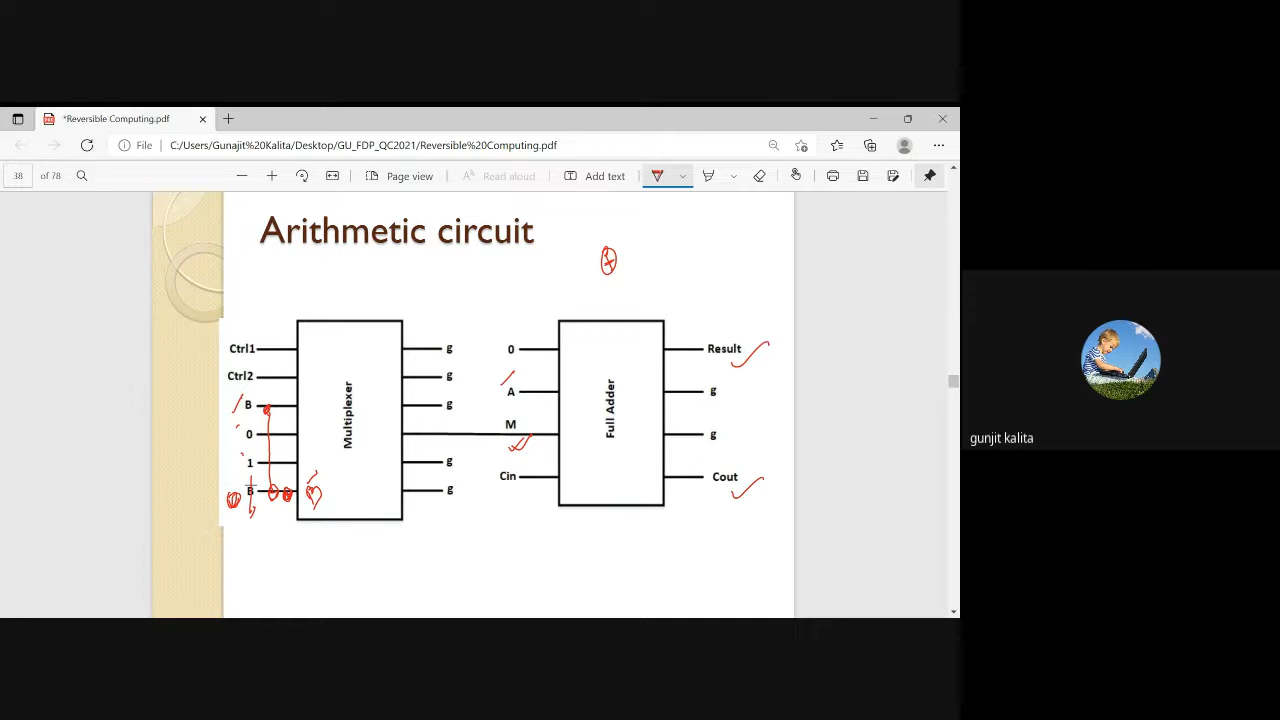 *Reversible Computing.pdf
File C:/Users/Gunajit%20Kalita/Desktop/GU_FDP_QC2021/Reversible%20Computing.pdf
38 of 78 Page view Read aloud Add text
Arithmetic circuit
Ctrl1 g 0 Result
Ctrl2 g A g
B g
0 M g
1 g Cin Cout
B g
Multiplexer
Full Adder
gunjit kalita